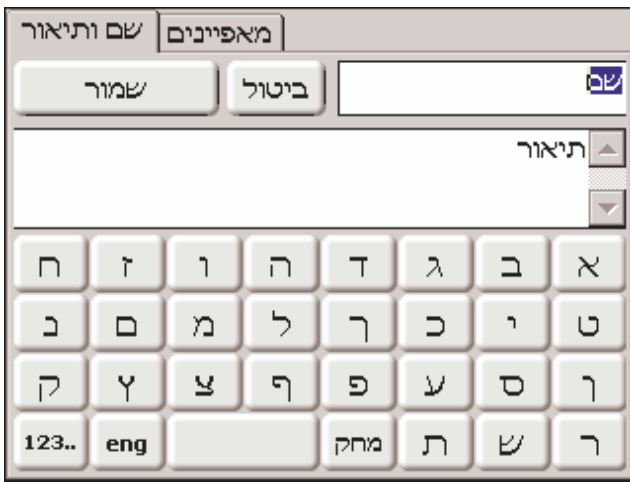 מאפיינים שם ותיאור
שם ביטול שמור
תיאור
א ב ג ד ה ו ז ח
ט י כ ך ל מ ם נ
ן ס ע פ ף צ ץ ק
ר ש ת מחק eng 123..